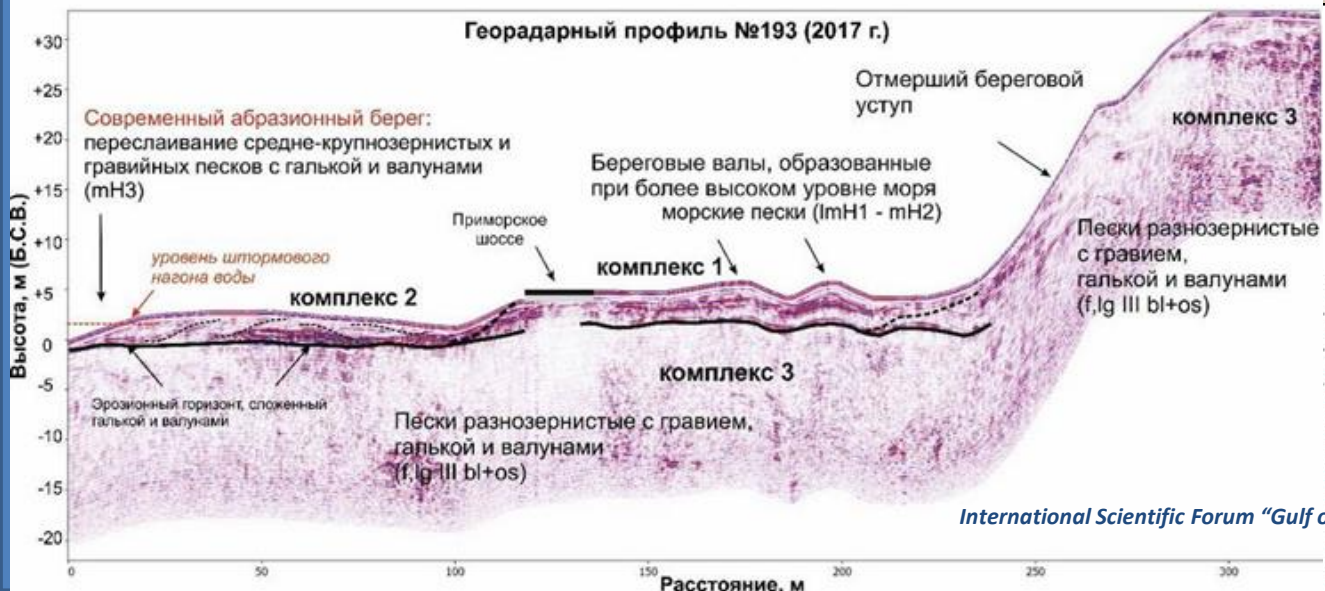 Георадарный профиль №193 (2017 г.)
+30
+25
+20
+15
+10
+5
0
-5
-10
-15
-20
Высота, м (Б.С.В.)
Современный абразионный берег:
переслаивание средне-крупнозернистых и
гравийных песков с галькой и валунами
(mH3)
уровень штормового
нагона воды
комплекс 2
Эрозионный горизонт, сложенный
галькой и валунами
Приморское
шоссе
Береговые валы, образованные
при более высоком уровне моря
морские пески (lmH1 - mH2)
комплекс 1
Отмерший береговой
уступ
комплекс 3
Пески разнозернистые
с гравием,
галькой и валунами
(f,lg III bl+os)
комплекс 3
Пески разнозернистые с гравием,
галькой и валунами
(f,lg III bl+os)
International Scientific Forum “Gulf o
0 50 100 150 200 250 300
Расстояние, м